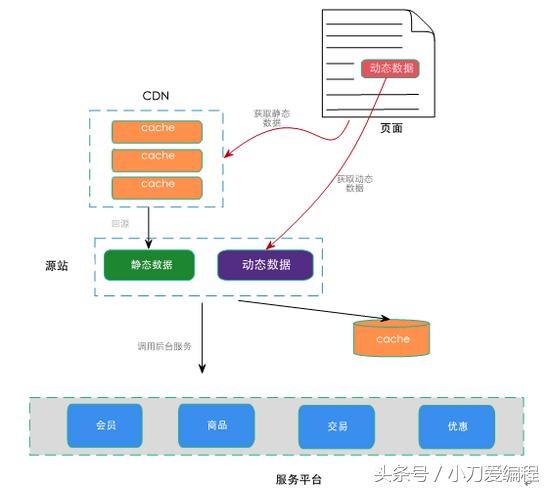 动态数据
页面
CDN
cache
cache
cache
获取静态
数据
获取动态
数据
回源
源站
静态数据
动态数据
cache
调用后台服务
会员
商品
交易
优惠
服务平台
头条号 / 小刀爱编程